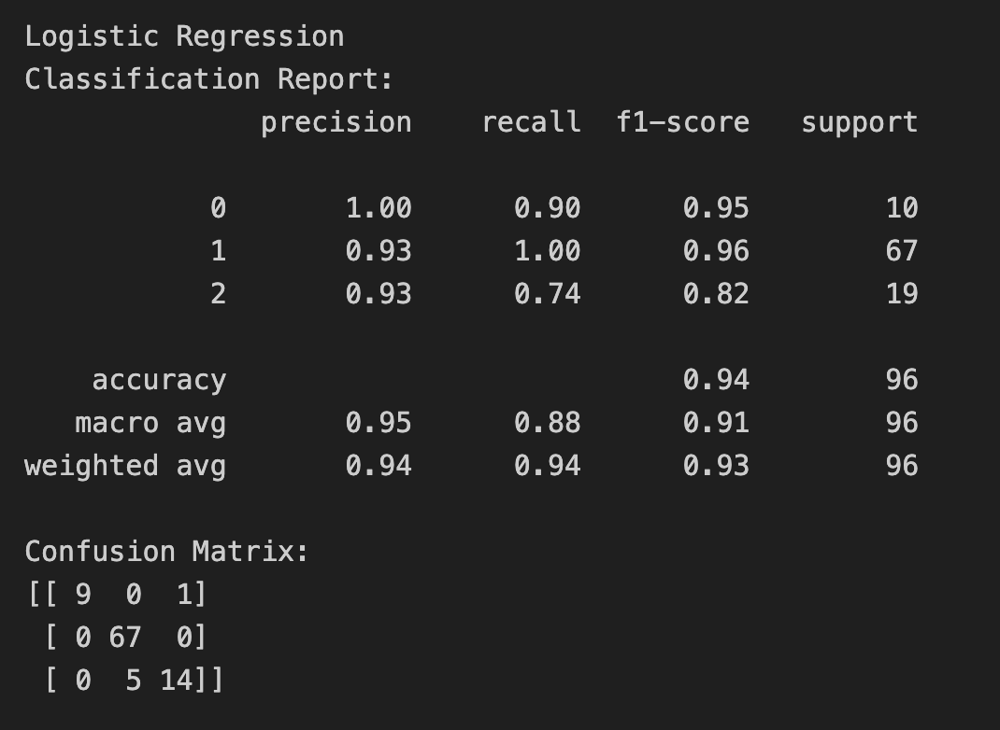 Logistic Regression
Classification Report:
              precision    recall  f1-score   support

           0       1.00      0.90      0.95        10
           1       0.93      1.00      0.96        67
           2       0.93      0.74      0.82        19

    accuracy                           0.94        96
   macro avg       0.95      0.88      0.91        96
weighted avg       0.94      0.94      0.93        96

Confusion Matrix:
[[ 9  0  1]
 [ 0 67  0]
 [ 0  5 14]]